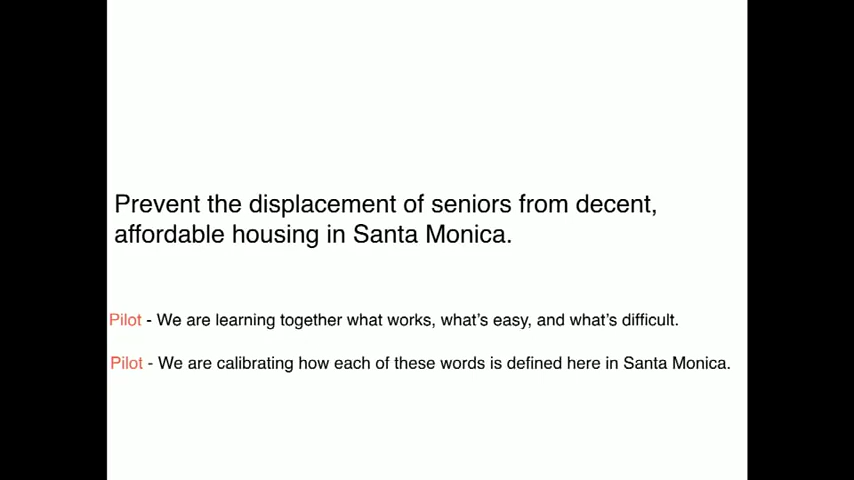 Prevent the displacement of seniors from decent,
affordable housing in Santa Monica.
Pilot - We are learning together what works, what's easy, and what's difficult.
Pilot - We are calibrating how each of these words is defined here in Santa Monica.